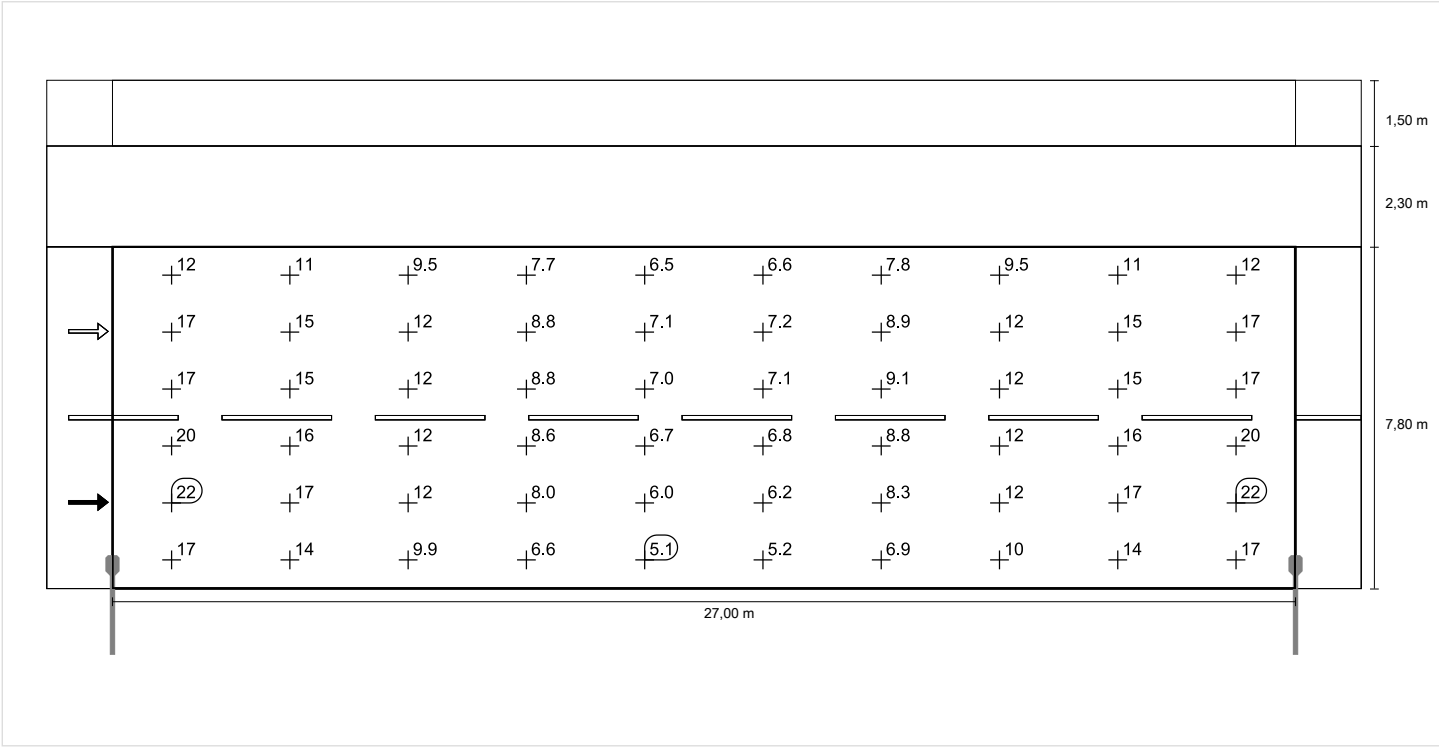 1,50 m
2,30 m
12 11 9.5 7.7 6.5 6.6 7.8 9.5 11 12
17 15 12 8.8 7.1 7.2 8.9 12 15 17
17 15 12 8.8 7.0 7.1 9.1 12 15 17
7,80 m
20 16 12 8.6 6.7 6.8 8.8 12 16 20
22 17 12 8.0 6.0 6.2 8.3 12 17 22
17 14 9.9 6.6 5.1 5.2 6.9 10 14 17
27,00 m